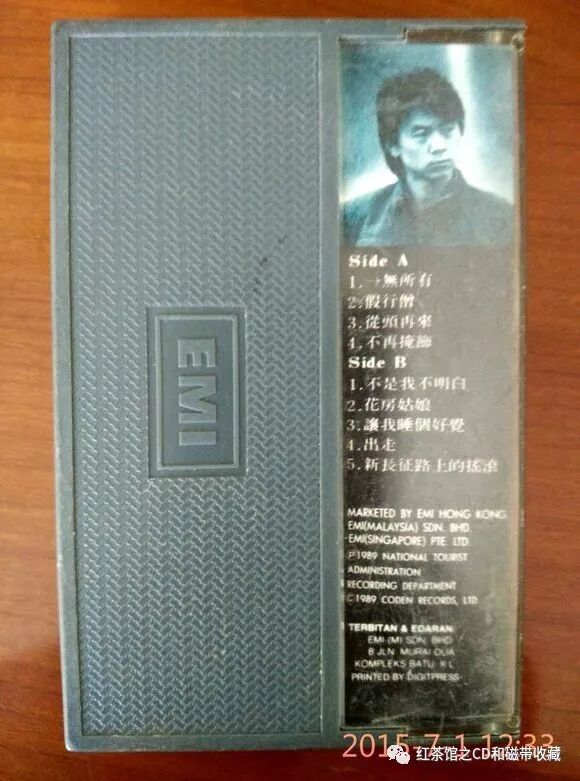 EMI
Side A
1.一無所有
2.假行僧
3.從頭再來
4.不再掩飾
Side B
1.不是我不明白
2.花房姑娘
3.讓我睡個好覺
4.出走
5.新長征路上的搖滾
MARKETED BY EMI HONG KONG
EMI(MALAYSIA) SDN. BHD.
EMI(SINGAPORE) PTE LTD.
℗1989 NATIONAL TOURIST
ADMINISTRATION
RECORDING DEPARTMENT
©1989 CODEN RECORDS, LTD
TERBITAN & EDARAN
EMI (M) SDN. BHD
8 JLN. MURAI DUA
KOMPLEKS BATU K L
PRINTED BY DIGITPRESS
2015-7-1 12:33
红茶馆之CD和磁带收藏